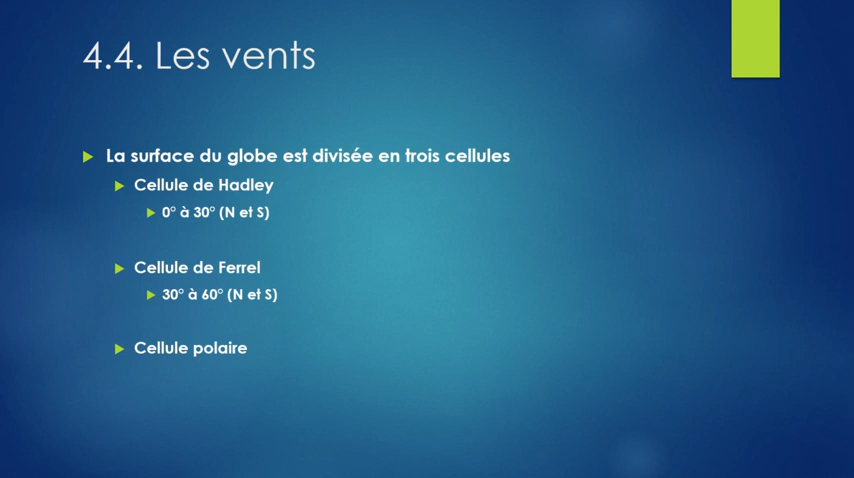 4.4. Les vents
La surface du globe est divisée en trois cellules
Cellule de Hadley
0° à 30° (N et S)
Cellule de Ferrel
30° à 60° (N et S)
Cellule polaire